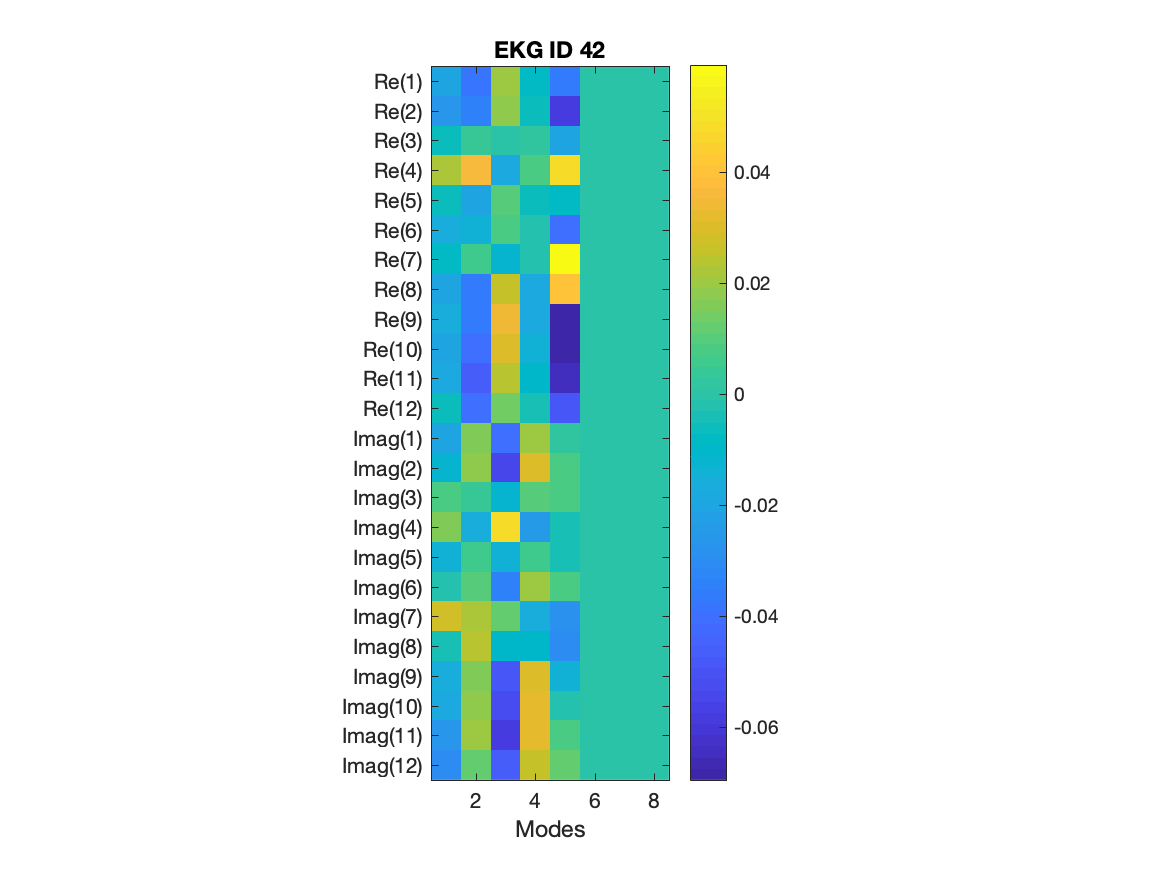 EKG ID 42
Re(1)
Re(2)
Re(3)
Re(4)
Re(5)
Re(6)
Re(7)
Re(8)
Re(9)
Re(10)
Re(11)
Re(12)
Imag(1)
Imag(2)
Imag(3)
Imag(4)
Imag(5)
Imag(6)
Imag(7)
Imag(8)
Imag(9)
Imag(10)
Imag(11)
Imag(12)
2 4 6 8
Modes
0.04
0.02
0
-0.02
-0.04
-0.06